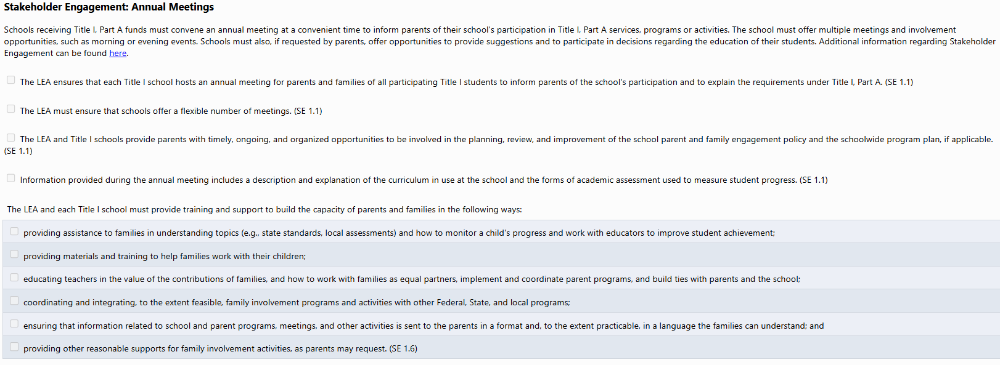 Stakeholder Engagement: Annual Meetings
Schools receiving Title I, Part A funds must convene an annual meeting at a convenient time to inform parents of their school's participation in Title I, Part A services, programs or activities. The school must offer multiple meetings and involvement
opportunities, such as morning or evening events. Schools must also, if requested by parents, offer opportunities to provide suggestions and to participate in decisions regarding the education of their students. Additional information regarding Stakeholder
Engagement can be found here.
The LEA ensures that each Title I school hosts an annual meeting for parents and families of all participating Title I students to inform parents of the school's participation and to explain the requirements under Title I, Part A. (SE 1.1)
The LEA must ensure that schools offer a flexible number of meetings. (SE 1.1)
The LEA and Title I schools provide parents with timely, ongoing, and organized opportunities to be involved in the planning, review, and improvement of the school parent and family engagement policy and the schoolwide program plan, if applicable.
(SE 1.1)
Information provided during the annual meeting includes a description and explanation of the curriculum in use at the school and the forms of academic assessment used to measure student progress. (SE 1.1)
The LEA and each Title I school must provide training and support to build the capacity of parents and families in the following ways:
providing assistance to families in understanding topics (e.g., state standards, local assessments) and how to monitor a child's progress and work with educators to improve student achievement;
providing materials and training to help families work with their children;
educating teachers in the value of the contributions of families, and how to work with families as equal partners, implement and coordinate parent programs, and build ties with parents and the school;
coordinating and integrating, to the extent feasible, family involvement programs and activities with other Federal, State, and local programs;
ensuring that information related to school and parent programs, meetings, and other activities is sent to the parents in a format and, to the extent practicable, in a language the families can understand; and
providing other reasonable supports for family involvement activities, as parents may request. (SE 1.6)